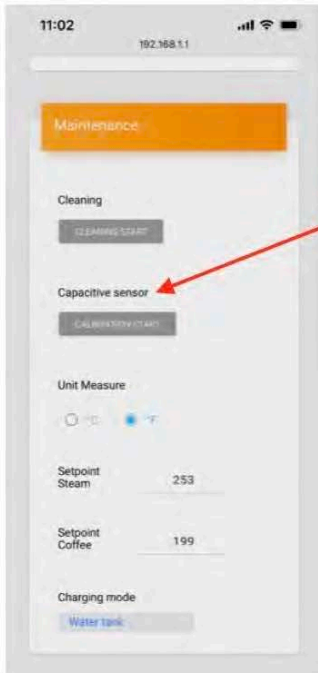 11:02
192.168.1.1
Maintenance
Cleaning
CLEANING START
Capacitive sensor
CALIBRATION START
Unit Measure
°C °F
Setpoint
Steam
253
Setpoint
Coffee
199
Charging mode
Water tank